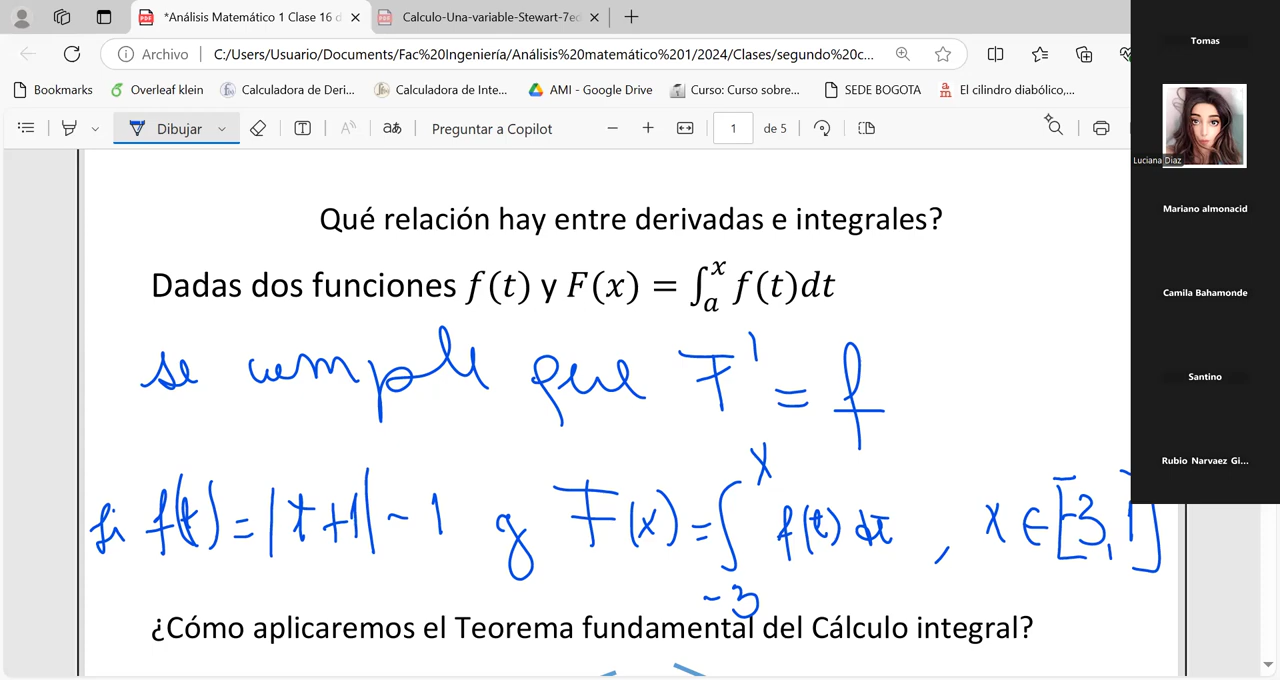 *Análisis Matemático 1 Clase 16 d
Calculo-Una-variable-Stewart-7ed
Archivo C:/Users/Usuario/Documents/Fac%20Ingeniería/Análisis%20matemático%201/2024/Clases/segundo%20c...
Bookmarks Overleaf klein Calculadora de Deri... Calculadora de Inte... AMI - Google Drive Curso: Curso sobre... SEDE BOGOTA El cilindro diabólico,...
Dibujar Preguntar a Copilot 1 de 5
Tomas
Luciana Diaz
Mariano almonacid
Camila Bahamonde
Santino
Rubio Narvaez Gi...
Qué relación hay entre derivadas e integrales?
Dadas dos funciones f(t) y F(x) = ∫ₐˣ f(t)dt
se cumple que F' = f
si f(t) = |t+1| - 1 y F(x) = ∫₋₃ˣ f(t) dt , x ∈ [-3, 1]
¿Cómo aplicaremos el Teorema fundamental del Cálculo integral?